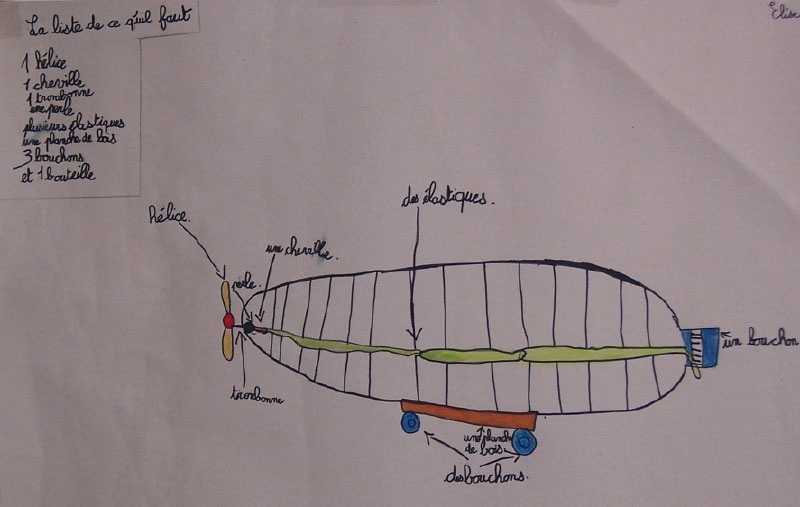 La liste de ce qu'il faut
Elise
1 hélice
1 cheville
1 trombonne
une perle
plusieurs élastiques
une planche de bois
3 bouchons
et 1 bouteille
des élastiques.
hélice.
une cheville.
perle.
un bouchon
trombonne
une planche
de bois
des bouchons.